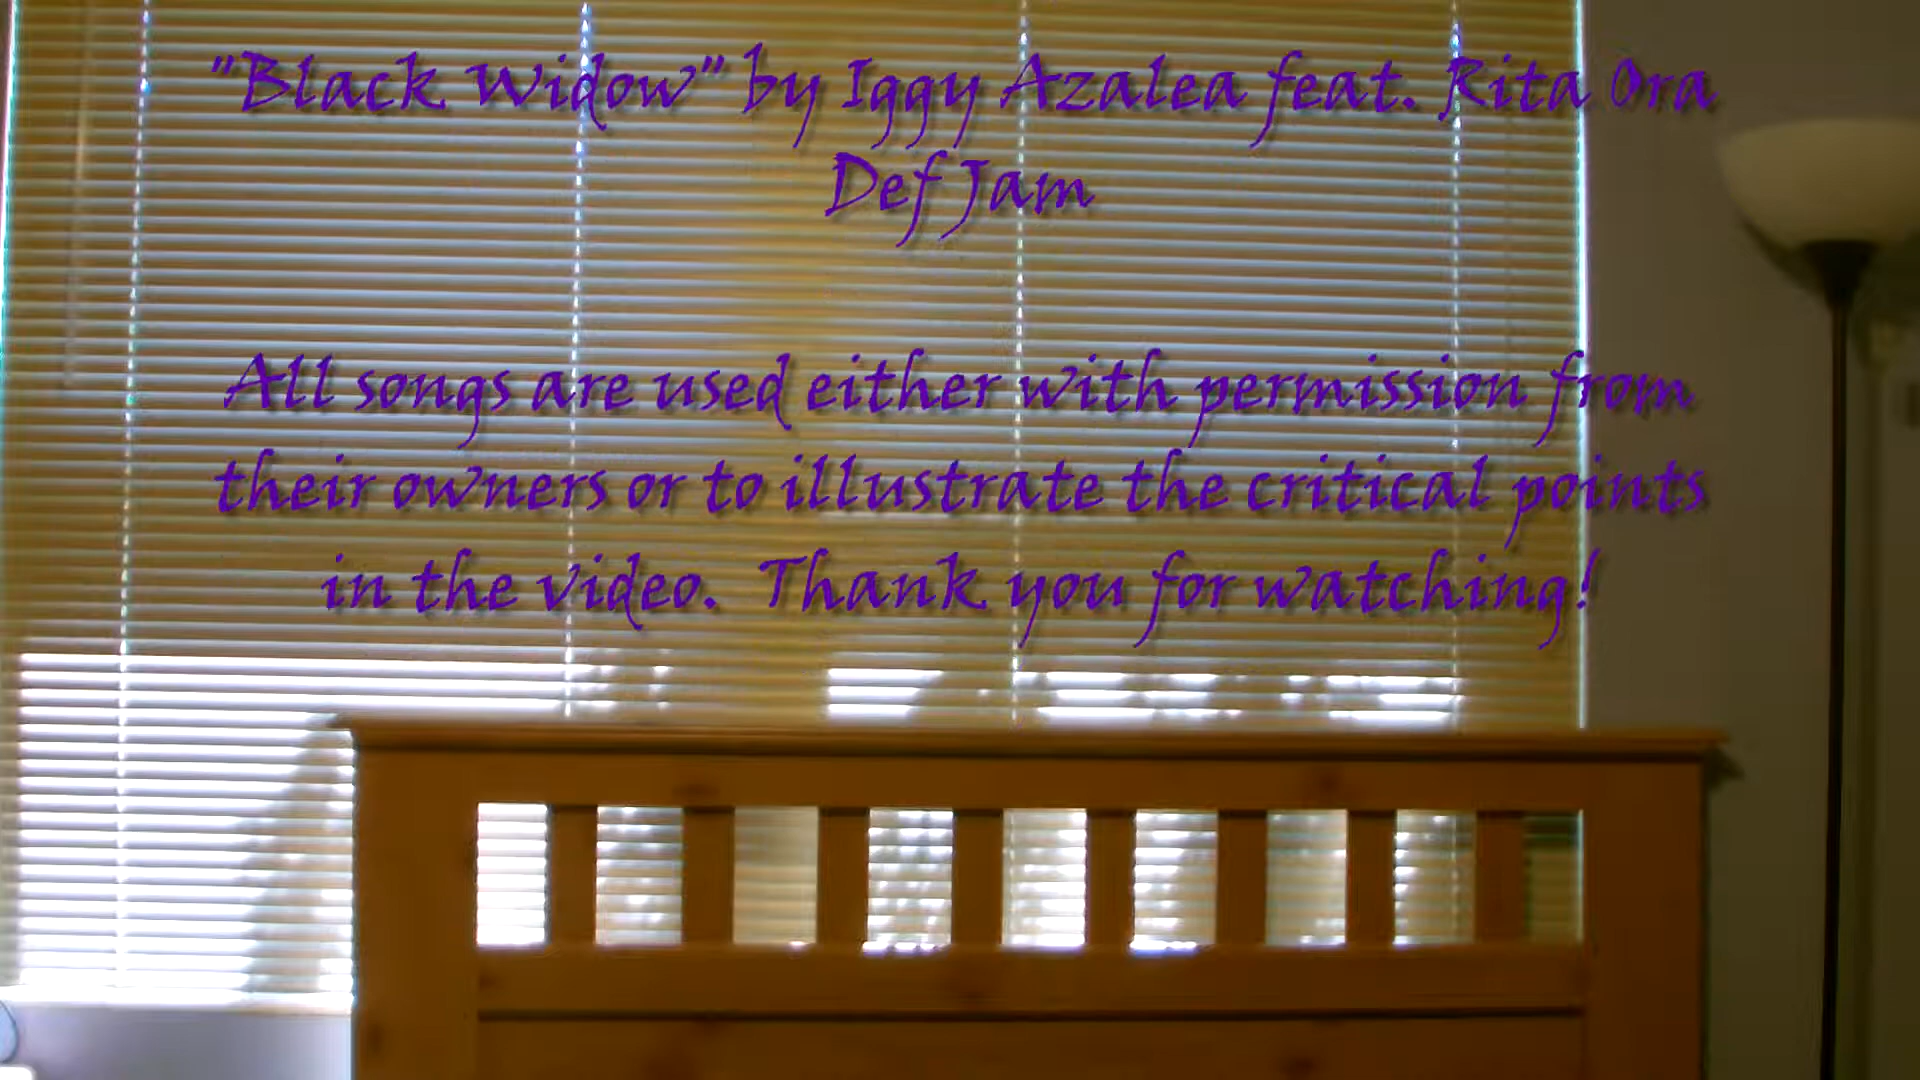 "Black Widow" by Iggy Azalea feat. Rita Ora
Def Jam
All songs are used either with permission from
their owners or to illustrate the critical points
in the video. Thank you for watching!